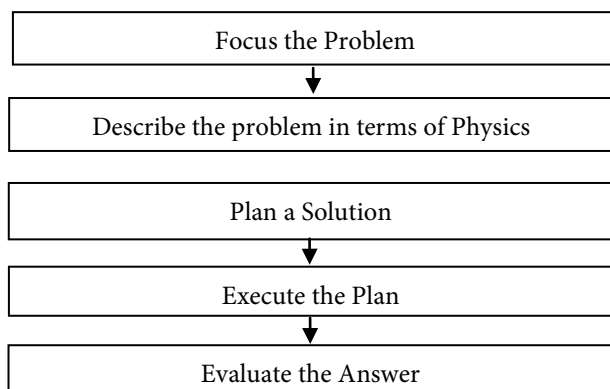 Focus the Problem
Describe the problem in terms of Physics
Plan a Solution
Execute the Plan
Evaluate the Answer